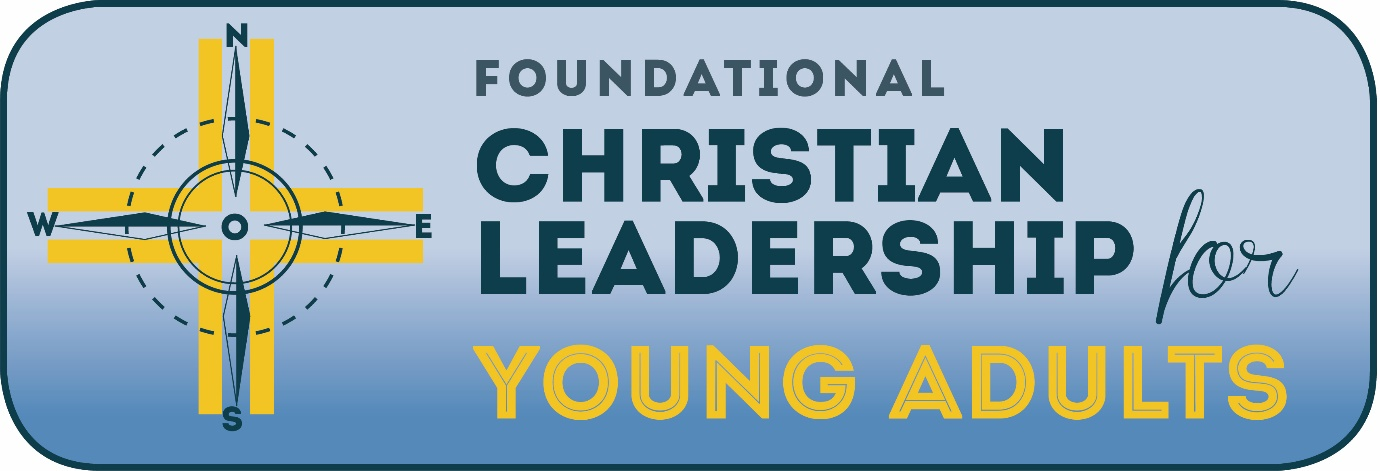 N
W O E
S
FOUNDATIONAL
CHRISTIAN
LEADERSHIP for
YOUNG ADULTS